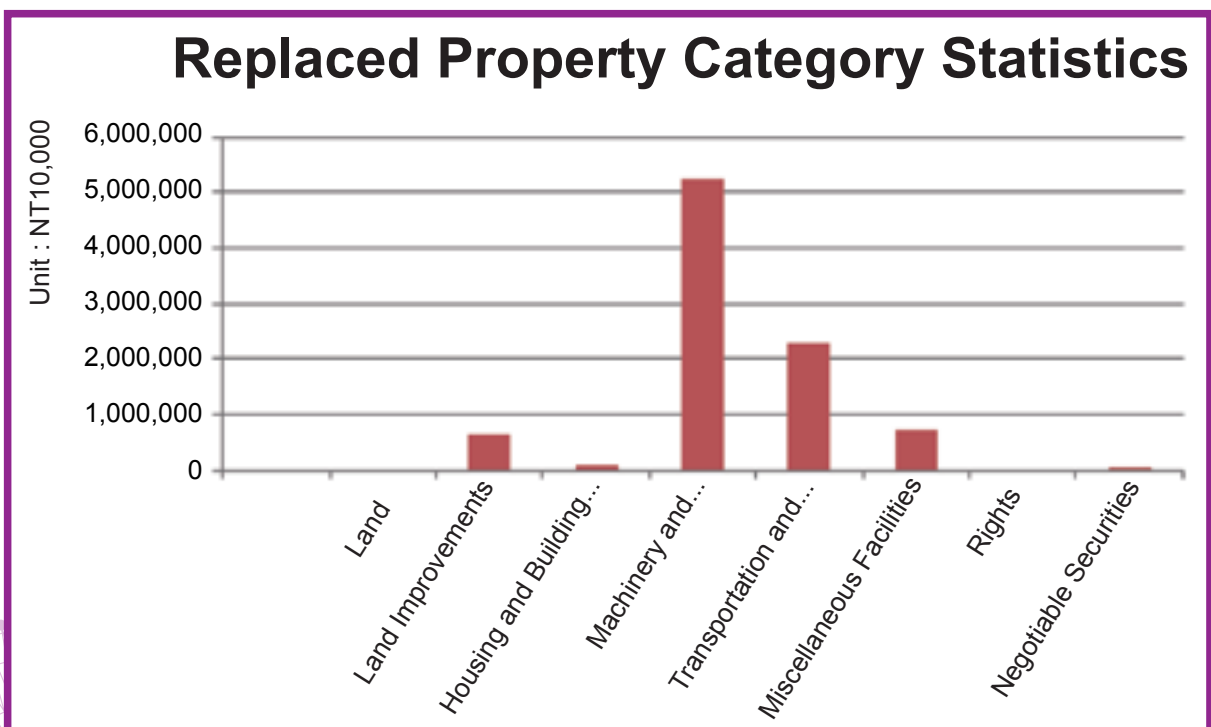 Replaced Property Category Statistics
Unit : NT10,000
6,000,000
5,000,000
4,000,000
3,000,000
2,000,000
1,000,000
0
Land
Land Improvements
Housing and Building...
Machinery and...
Transportation and...
Miscellaneous Facilities
Rights
Negotiable Securities